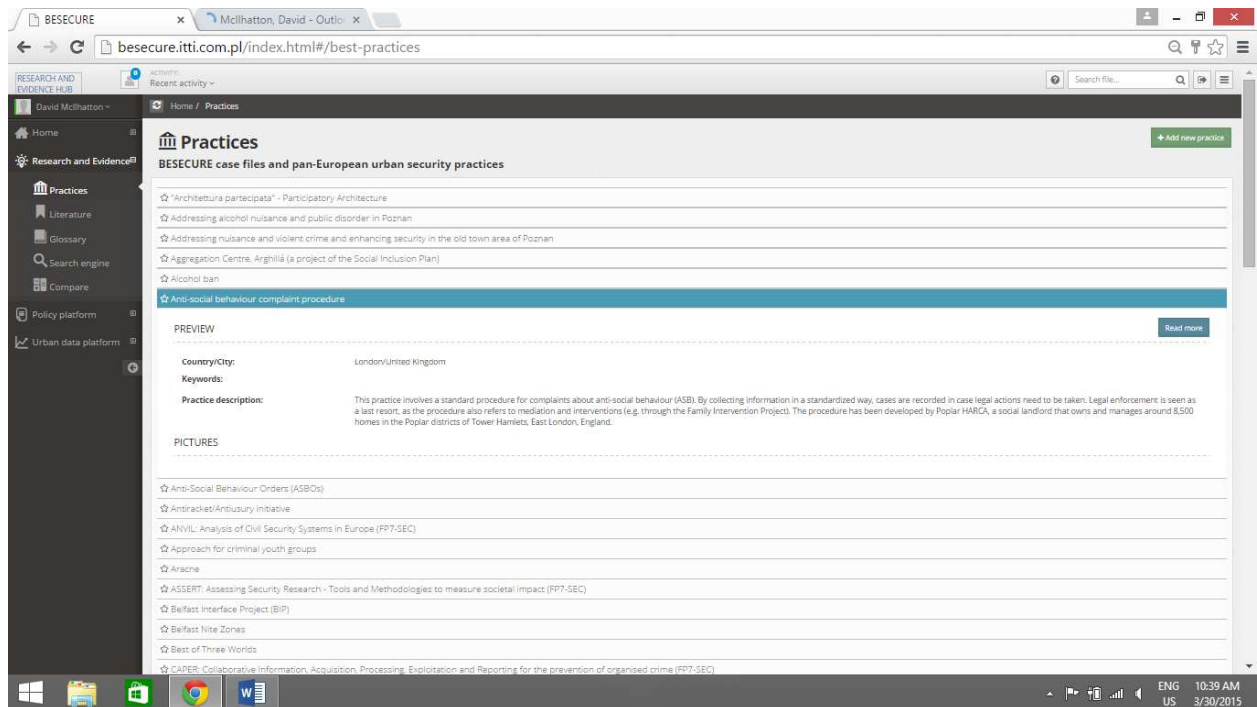 BESECURE
McIlhatton, David - Outlo
besecure.itti.com.pl/index.html#/best-practices
RESEARCH AND
EVIDENCE HUB
0
ACTIVITY:
Recent activity
Search file...
David McIlhatton
Home / Practices
Home
Research and Evidence
Practices
Literature
Glossary
Search engine
Compare
Policy platform
Urban data platform
Practices
+ Add new practice
BESECURE case files and pan-European urban security practices
"Architettura partecipata" - Participatory Architecture
Addressing alcohol nuisance and public disorder in Poznan
Addressing nuisance and violent crime and enhancing security in the old town area of Poznan
Aggregation Centre, Arghillà (a project of the Social Inclusion Plan)
Alcohol ban
Anti-social behaviour complaint procedure
PREVIEW
Read more
Country/City: London/United Kingdom
Keywords:
Practice description: This practice involves a standard procedure for complaints about anti-social behaviour (ASB). By collecting information in a standardized way, cases are recorded in case legal actions need to be taken. Legal enforcement is seen as
a last resort, as the procedure also refers to mediation and interventions (e.g. through the Family Intervention Project). The procedure has been developed by Poplar HARCA, a social landlord that owns and manages around 8,500
homes in the Poplar districts of Tower Hamlets, East London, England.
PICTURES
Anti-Social Behaviour Orders (ASBOs)
Antiracket/Antiusury initiative
ANVIL: Analysis of Civil Security Systems in Europe (FP7-SEC)
Approach for criminal youth groups
Aracne
ASSERT: Assessing Security Research - Tools and Methodologies to measure societal impact (FP7-SEC)
Belfast Interface Project (BIP)
Belfast Nite Zones
Best of Three Worlds
CAPER: Collaborative Information, Acquisition, Processing, Exploitation and Reporting for the prevention of organised crime (FP7-SEC)
ENG 10:39 AM
US 3/30/2015